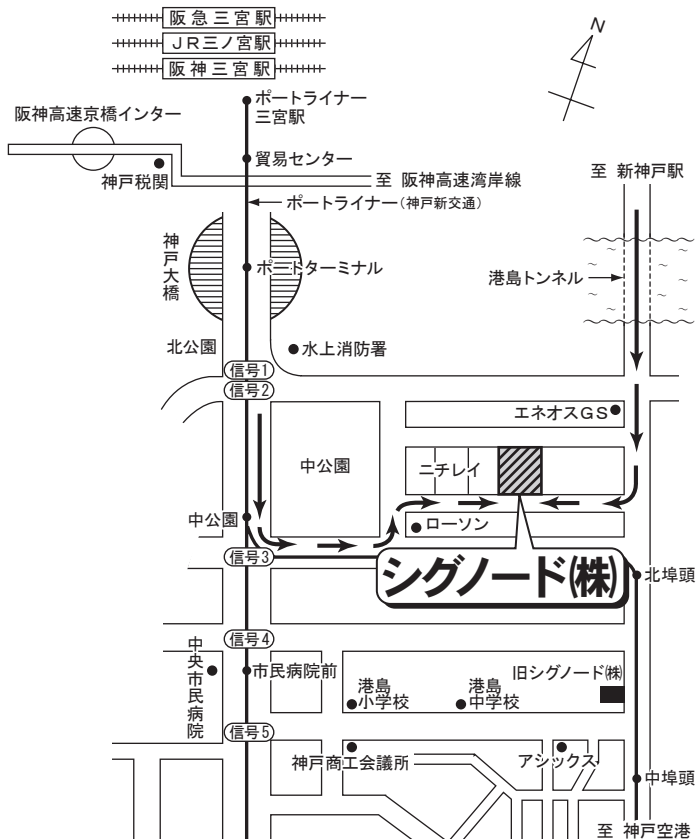 阪急三宮駅
JR三ノ宮駅
阪神三宮駅
N
ポートライナー
三宮駅
阪神高速京橋インター
貿易センター
神戸税関
至 阪神高速湾岸線
至 新神戸駅
ポートライナー(神戸新交通)
神戸大橋
ポートターミナル
港島トンネル
北公園
水上消防署
信号1
信号2
エネオスGS
中公園
ニチレイ
中公園
ローソン
信号3
シグノード㈱
北埠頭
信号4
中央市民病院
市民病院前
旧シグノード㈱
港島
小学校
港島
中学校
信号5
神戸商工会議所
アシックス
中埠頭
至 神戸空港